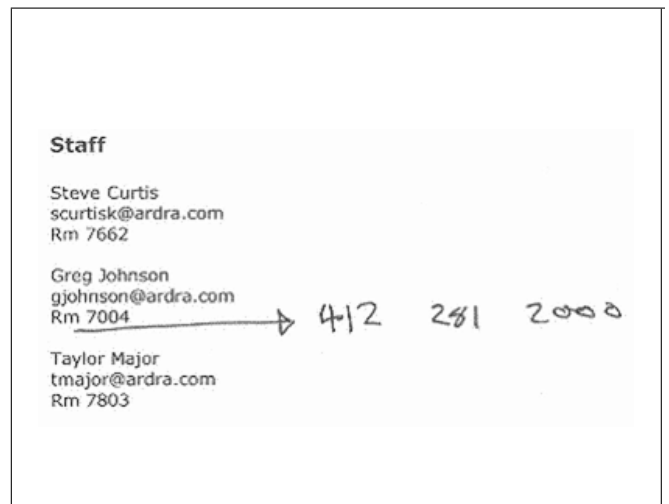 Staff
Steve Curtis
scurtisk@ardra.com
Rm 7662
Greg Johnson
gjohnson@ardra.com
Rm 7004 412 281 2000
Taylor Major
tmajor@ardra.com
Rm 7803